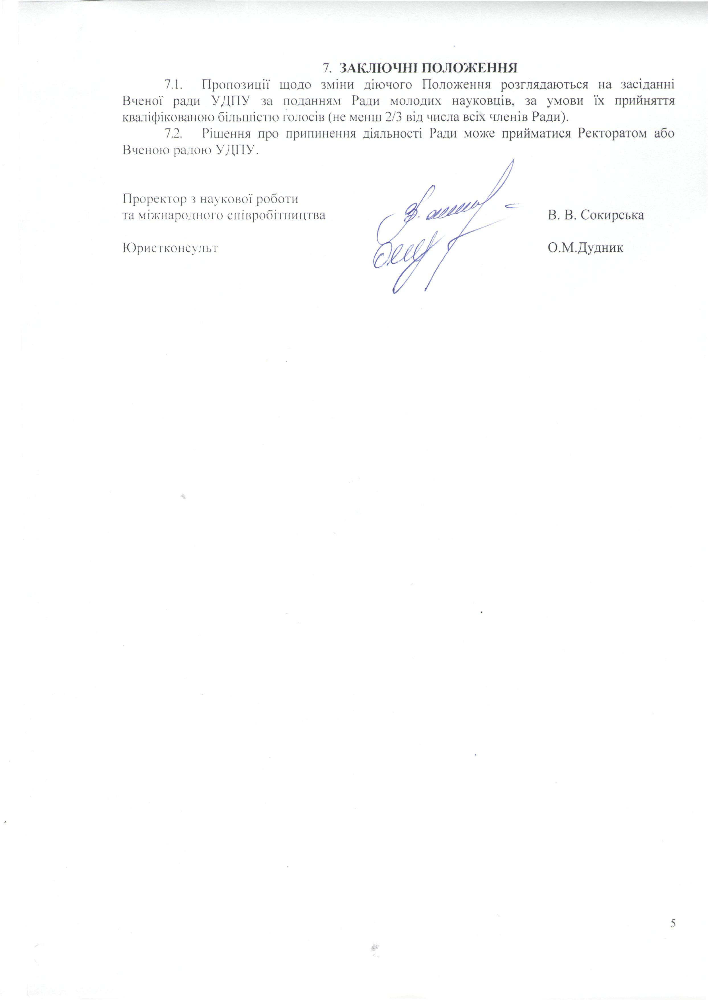 7. ЗАКЛЮЧНІ ПОЛОЖЕННЯ
7.1. Пропозиції щодо зміни діючого Положення розглядаються на засіданні
Вченої ради УДПУ за поданням Ради молодих науковців, за умови їх прийняття
кваліфікованою більшістю голосів (не менш 2/3 від числа всіх членів Ради).
7.2. Рішення про припинення діяльності Ради може прийматися Ректоратом або
Вченою радою УДПУ.
Проректор з наукової роботи
та міжнародного співробітництва В. В. Сокирська
Юристконсульт О.М.Дудник
5